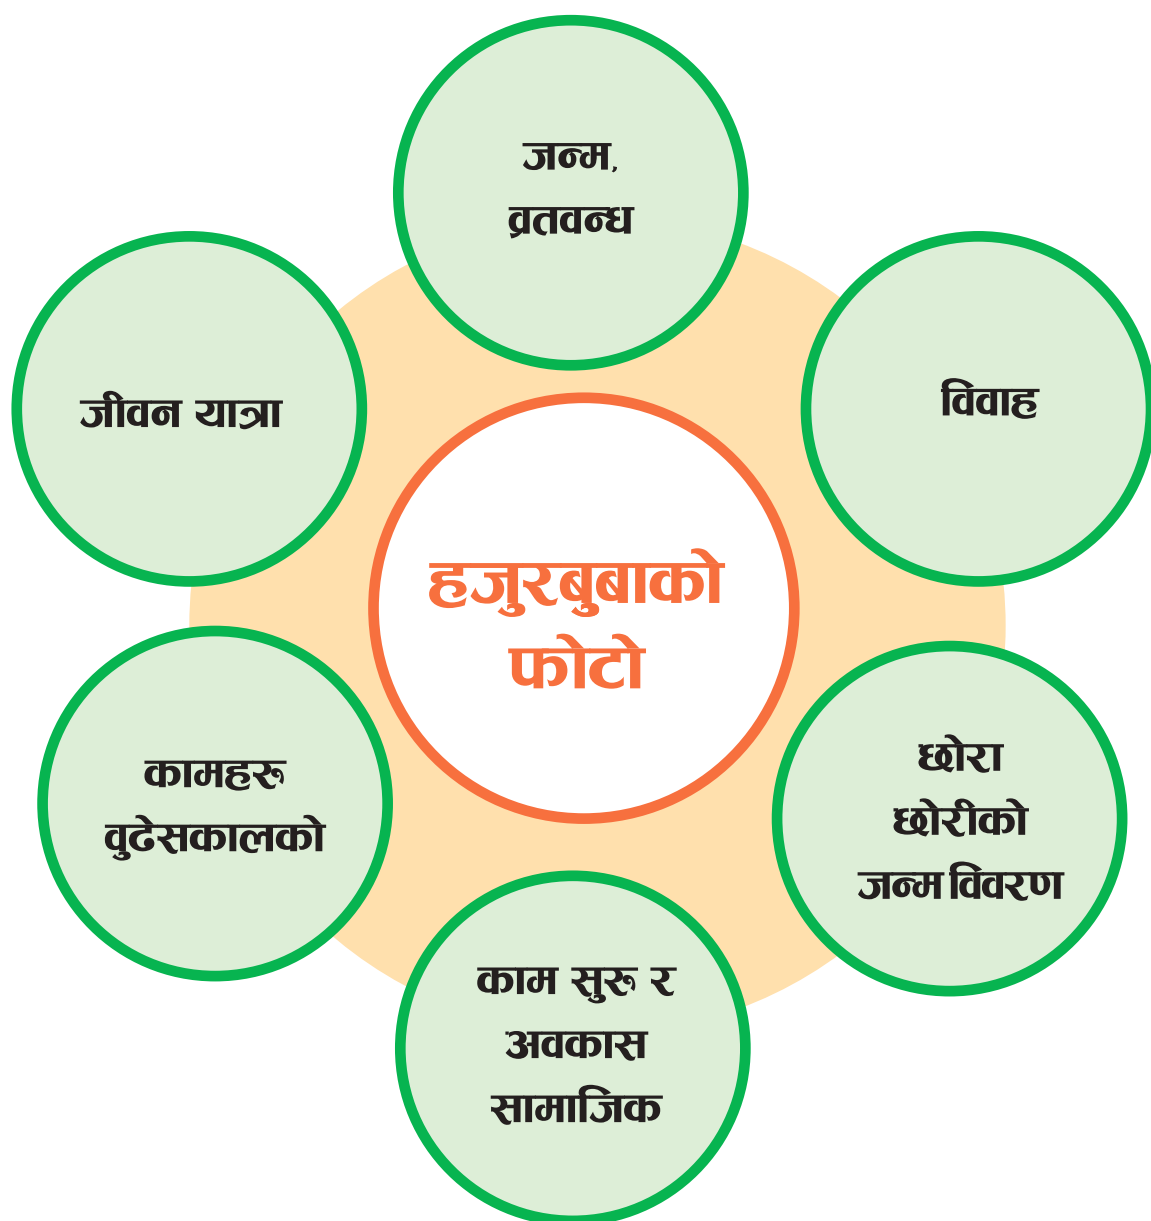 जन्म,
व्रतवन्ध
विवाह
जीवन यात्रा
हजुरबुबाको
फोटो
छोरा
छोरीको
जन्म विवरण
कामहरु
वुढेसकालको
काम सुरु र
अवकास
सामाजिक